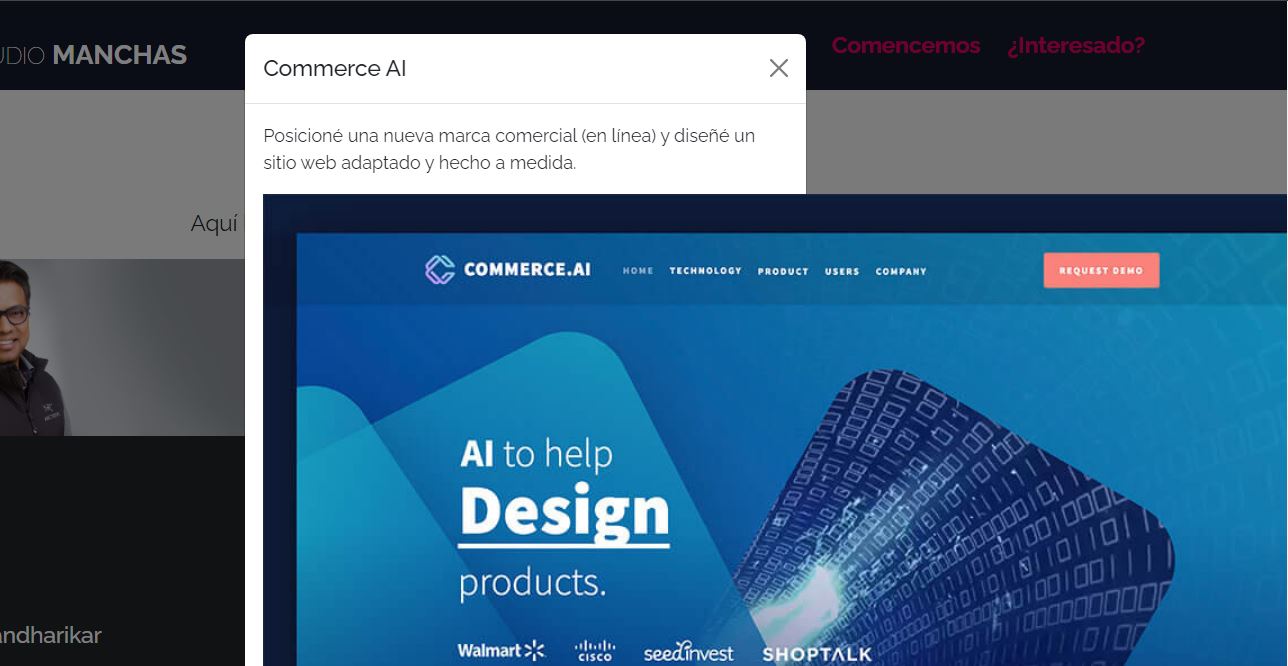 UDIO MANCHAS
Comencemos ¿Interesado?
Commerce AI
Posicioné una nueva marca comercial (en línea) y diseñé un
sitio web adaptado y hecho a medida.
Aquí
COMMERCE.AI HOME TECHNOLOGY PRODUCT USERS COMPANY REQUEST DEMO
AI to help
Design
products.
Walmart CISCO seedinvest SHOPTALK
andharikar